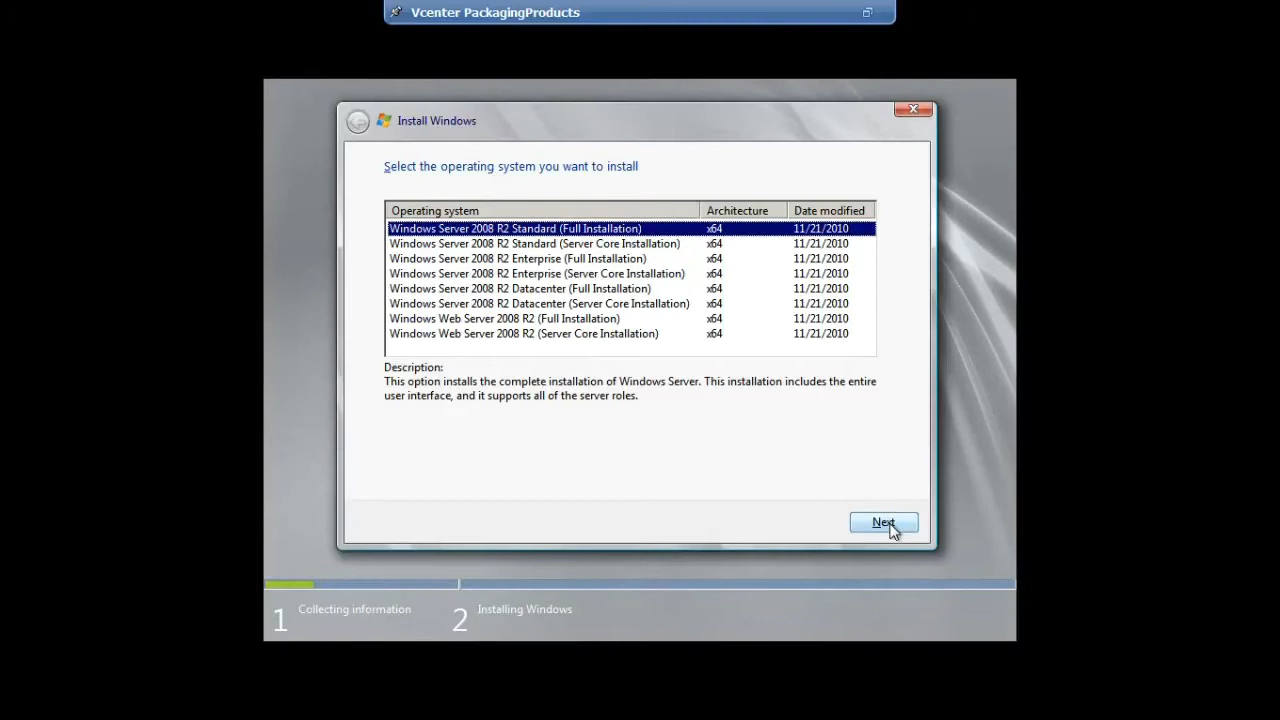 Vcenter PackagingProducts
Install Windows
Select the operating system you want to install
Operating system Architecture Date modified
Windows Server 2008 R2 Standard (Full Installation) x64 11/21/2010
Windows Server 2008 R2 Standard (Server Core Installation) x64 11/21/2010
Windows Server 2008 R2 Enterprise (Full Installation) x64 11/21/2010
Windows Server 2008 R2 Enterprise (Server Core Installation) x64 11/21/2010
Windows Server 2008 R2 Datacenter (Full Installation) x64 11/21/2010
Windows Server 2008 R2 Datacenter (Server Core Installation) x64 11/21/2010
Windows Web Server 2008 R2 (Full Installation) x64 11/21/2010
Windows Web Server 2008 R2 (Server Core Installation) x64 11/21/2010
Description:
This option installs the complete installation of Windows Server. This installation includes the entire
user interface, and it supports all of the server roles.
Next
1 Collecting information 2 Installing Windows